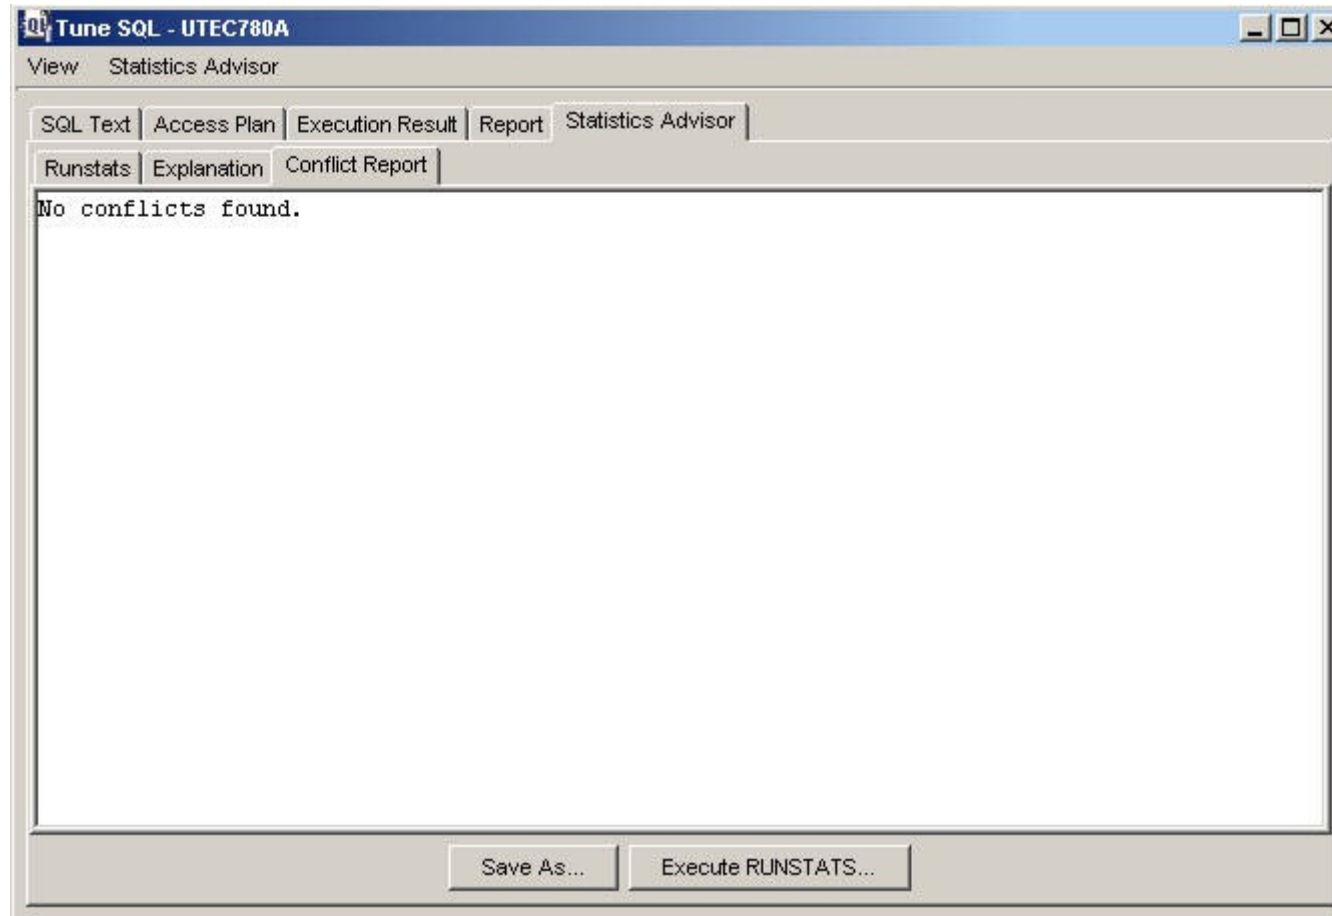 Tune SQL - UTEC780A
View Statistics Advisor
SQL Text Access Plan Execution Result Report Statistics Advisor
Runstats Explanation Conflict Report
No conflicts found.
Save As... Execute RUNSTATS...